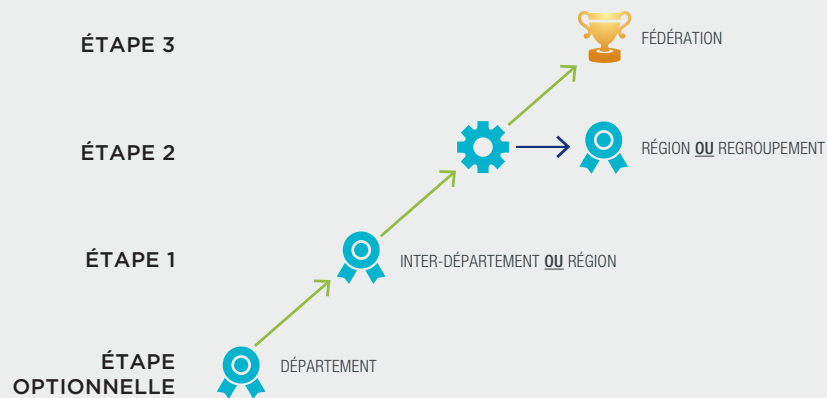 ÉTAPE 3
FÉDÉRATION
ÉTAPE 2
RÉGION OU REGROUPEMENT
ÉTAPE 1
INTER-DÉPARTEMENT OU RÉGION
ÉTAPE
OPTIONNELLE
DÉPARTEMENT